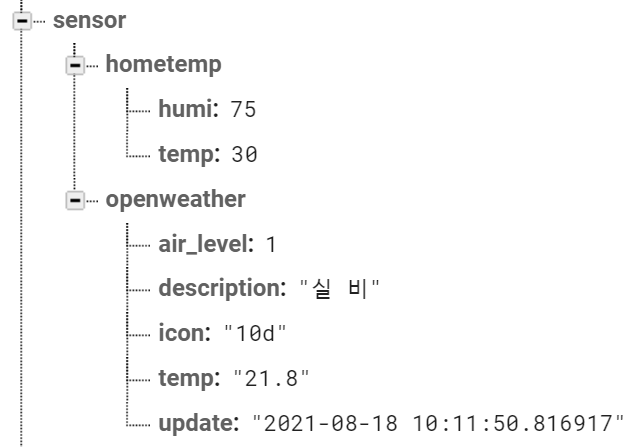 sensor
hometemp
humi: 75
temp: 30
openweather
air_level: 1
description: "실 비"
icon: "10d"
temp: "21.8"
update: "2021-08-18 10:11:50.816917"